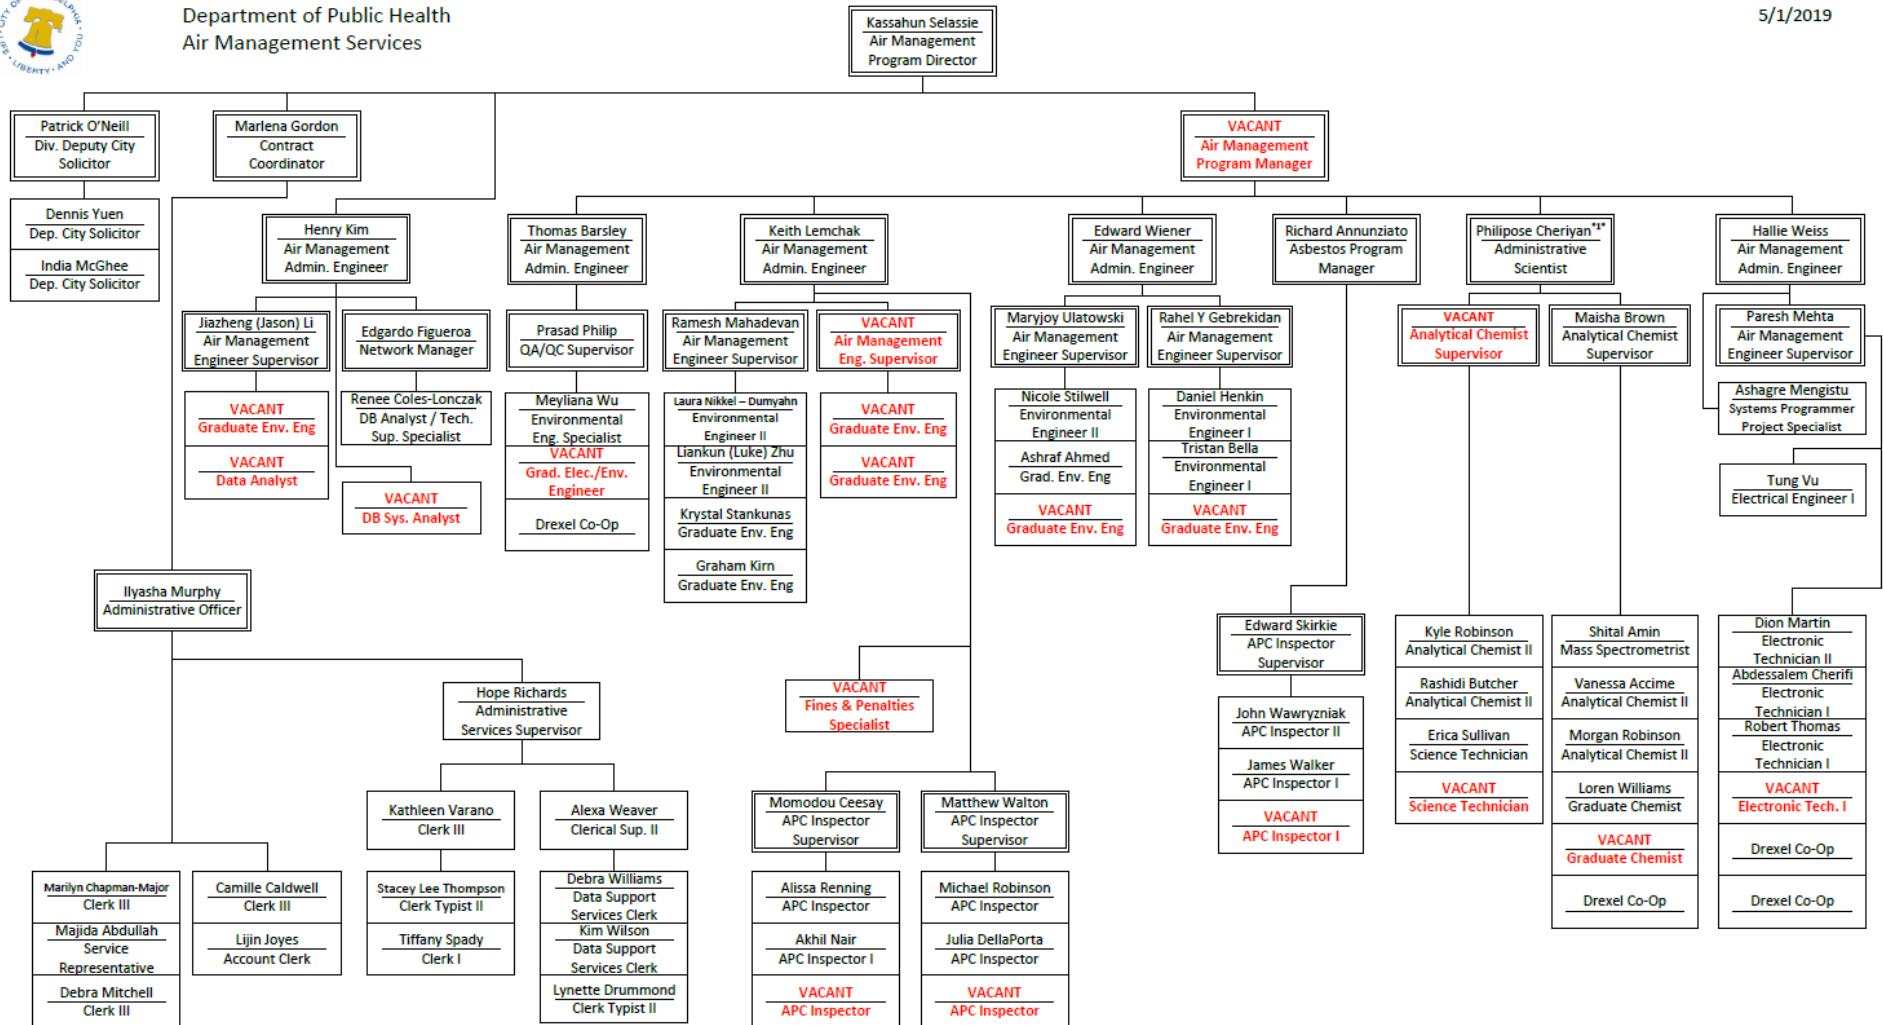 Department of Public Health
Air Management Services
5/1/2019
LIFE • LIBERTY • AND YOU
Kassahun Selassie
Air Management
Program Director
Patrick O'Neill
Div. Deputy City
Solicitor
Marlena Gordon
Contract
Coordinator
VACANT
Air Management
Program Manager
Dennis Yuen
Dep. City Solicitor
India McGhee
Dep. City Solicitor
Henry Kim
Air Management
Admin. Engineer
Thomas Barsley
Air Management
Admin. Engineer
Keith Lemchak
Air Management
Admin. Engineer
Edward Wiener
Air Management
Admin. Engineer
Richard Annunziato
Asbestos Program
Manager
Philipose Cheriyan*1*
Administrative
Scientist
Hallie Weiss
Air Management
Admin. Engineer
Jiazheng (Jason) Li
Air Management
Engineer Supervisor
Edgardo Figueroa
Network Manager
Prasad Philip
QA/QC Supervisor
Ramesh Mahadevan
Air Management
Engineer Supervisor
VACANT
Air Management
Eng. Supervisor
Maryjoy Ulatowski
Air Management
Engineer Supervisor
Rahel Y Gebrekidan
Air Management
Engineer Supervisor
VACANT
Analytical Chemist
Supervisor
Maisha Brown
Analytical Chemist
Supervisor
Paresh Mehta
Air Management
Engineer Supervisor
VACANT
Graduate Env. Eng
VACANT
Data Analyst
Renee Coles-Lonczak
DB Analyst / Tech.
Sup. Specialist
VACANT
DB Sys. Analyst
Meyliana Wu
Environmental
Eng. Specialist
VACANT
Grad. Elec./Env.
Engineer
Drexel Co-Op
Laura Nikkel – Dumyahn
Environmental
Engineer II
Liankun (Luke) Zhu
Environmental
Engineer II
Krystal Stankunas
Graduate Env. Eng
Graham Kirn
Graduate Env. Eng
VACANT
Graduate Env. Eng
VACANT
Graduate Env. Eng
Nicole Stilwell
Environmental
Engineer II
Ashraf Ahmed
Grad. Env. Eng
VACANT
Graduate Env. Eng
Daniel Henkin
Environmental
Engineer I
Tristan Bella
Environmental
Engineer I
VACANT
Graduate Env. Eng
Ashagre Mengistu
Systems Programmer
Project Specialist
Tung Vu
Electrical Engineer I
Ilyasha Murphy
Administrative Officer
Hope Richards
Administrative
Services Supervisor
VACANT
Fines & Penalties
Specialist
Edward Skirkie
APC Inspector
Supervisor
John Wawryzniak
APC Inspector II
James Walker
APC Inspector I
VACANT
APC Inspector I
Kyle Robinson
Analytical Chemist II
Rashidi Butcher
Analytical Chemist II
Erica Sullivan
Science Technician
VACANT
Science Technician
Shital Amin
Mass Spectrometrist
Vanessa Accime
Analytical Chemist II
Morgan Robinson
Analytical Chemist II
Loren Williams
Graduate Chemist
VACANT
Graduate Chemist
Drexel Co-Op
Dion Martin
Electronic
Technician II
Abdessalem Cherifi
Electronic
Technician I
Robert Thomas
Electronic
Technician I
VACANT
Electronic Tech. I
Drexel Co-Op
Drexel Co-Op
Kathleen Varano
Clerk III
Alexa Weaver
Clerical Sup. II
Momodou Ceesay
APC Inspector
Supervisor
Matthew Walton
APC Inspector
Supervisor
Marilyn Chapman-Major
Clerk III
Majida Abdullah
Service
Representative
Debra Mitchell
Clerk III
Camille Caldwell
Clerk III
Lijin Joyes
Account Clerk
Stacey Lee Thompson
Clerk Typist II
Tiffany Spady
Clerk I
Debra Williams
Data Support
Services Clerk
Kim Wilson
Data Support
Services Clerk
Lynette Drummond
Clerk Typist II
Alissa Renning
APC Inspector
Akhil Nair
APC Inspector I
VACANT
APC Inspector
Michael Robinson
APC Inspector
Julia DellaPorta
APC Inspector
VACANT
APC Inspector